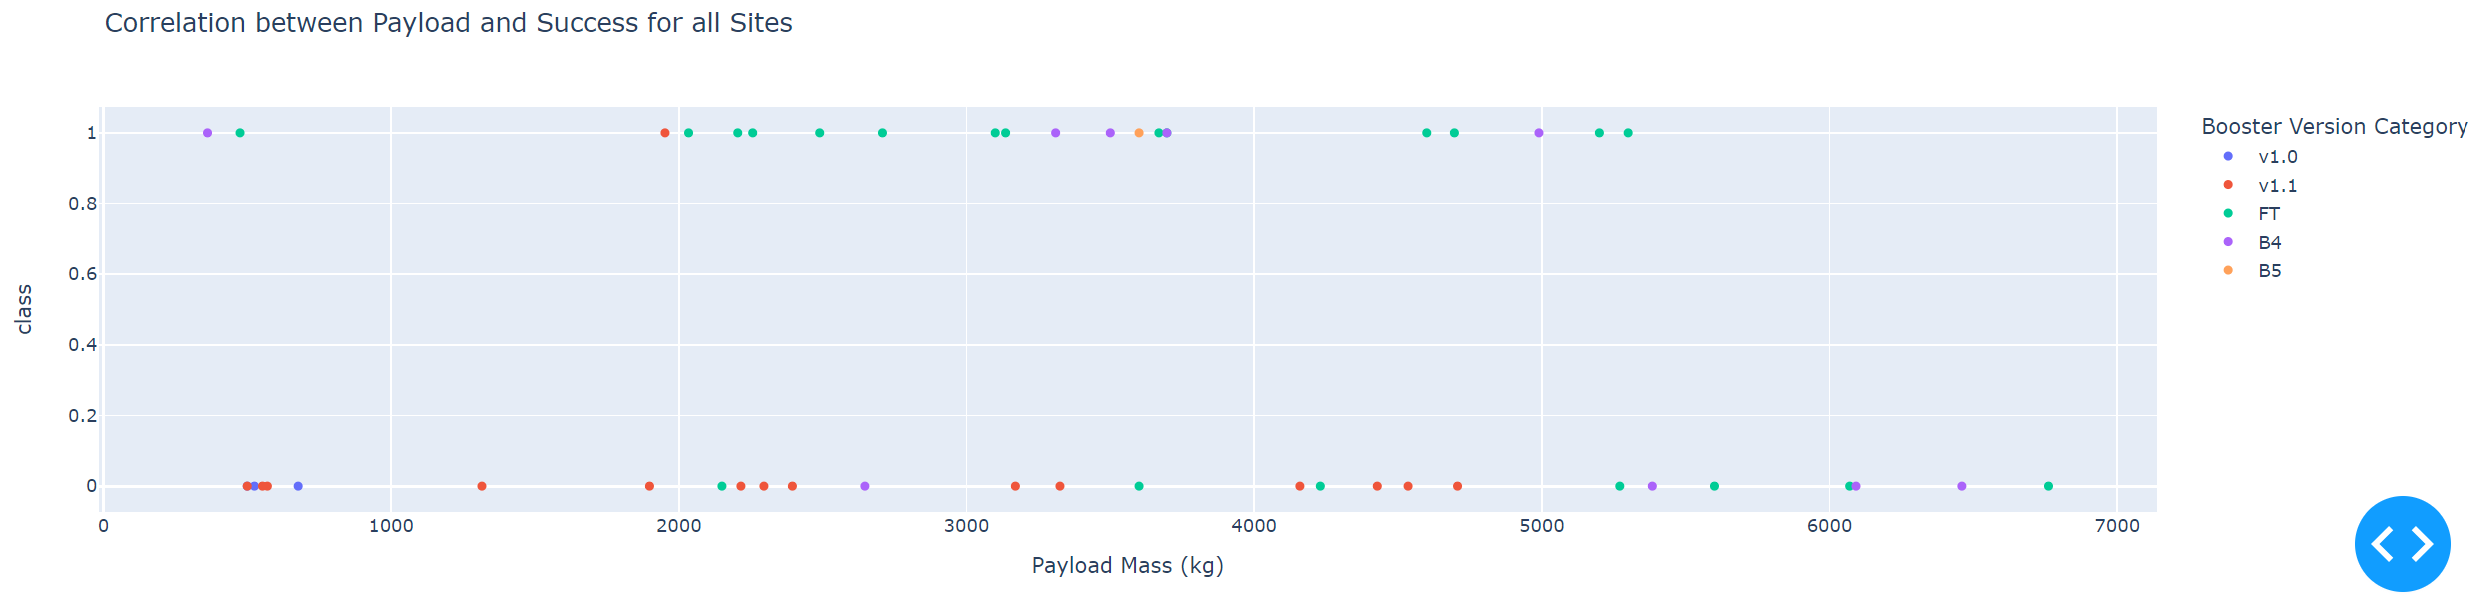 Correlation between Payload and Success for all Sites
Booster Version Category
v1.0
v1.1
FT
B4
B5
1
0.8
0.6
0.4
0.2
0
class
0 1000 2000 3000 4000 5000 6000 7000
Payload Mass (kg)